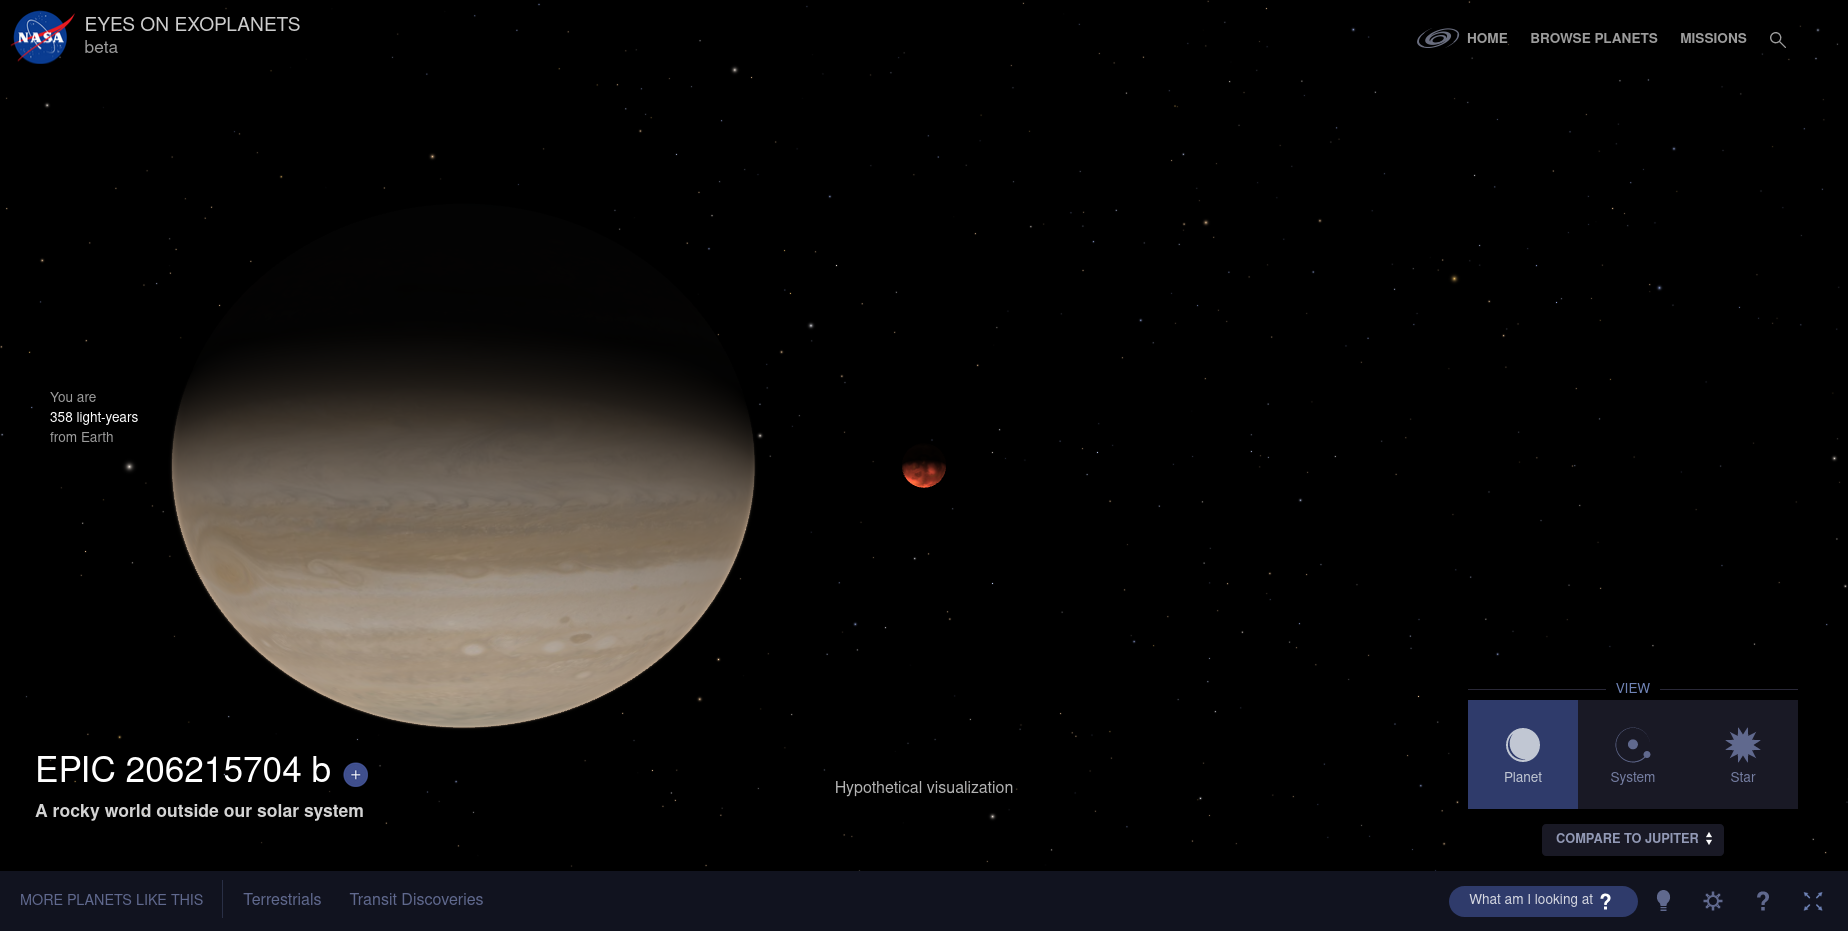 NASA
EYES ON EXOPLANETS
beta
HOME
BROWSE PLANETS
MISSIONS
You are
358 light-years
from Earth
EPIC 206215704 b +
A rocky world outside our solar system
Hypothetical visualization
VIEW
Planet
System
Star
COMPARE TO JUPITER
MORE PLANETS LIKE THIS
Terrestrials
Transit Discoveries
What am I looking at ?
?